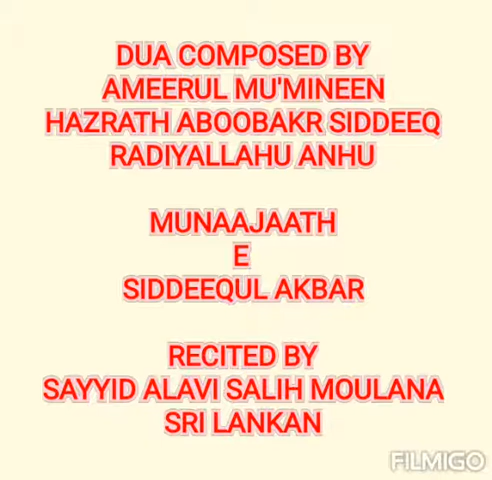 DUA COMPOSED BY
AMEERUL MU'MINEEN
HAZRATH ABOOBAKR SIDDEEQ
RADIYALLAHU ANHU
MUNAAJAATH
E
SIDDEEQUL AKBAR
RECITED BY
SAYYID ALAVI SALIH MOULANA
SRI LANKAN
FILMIGO